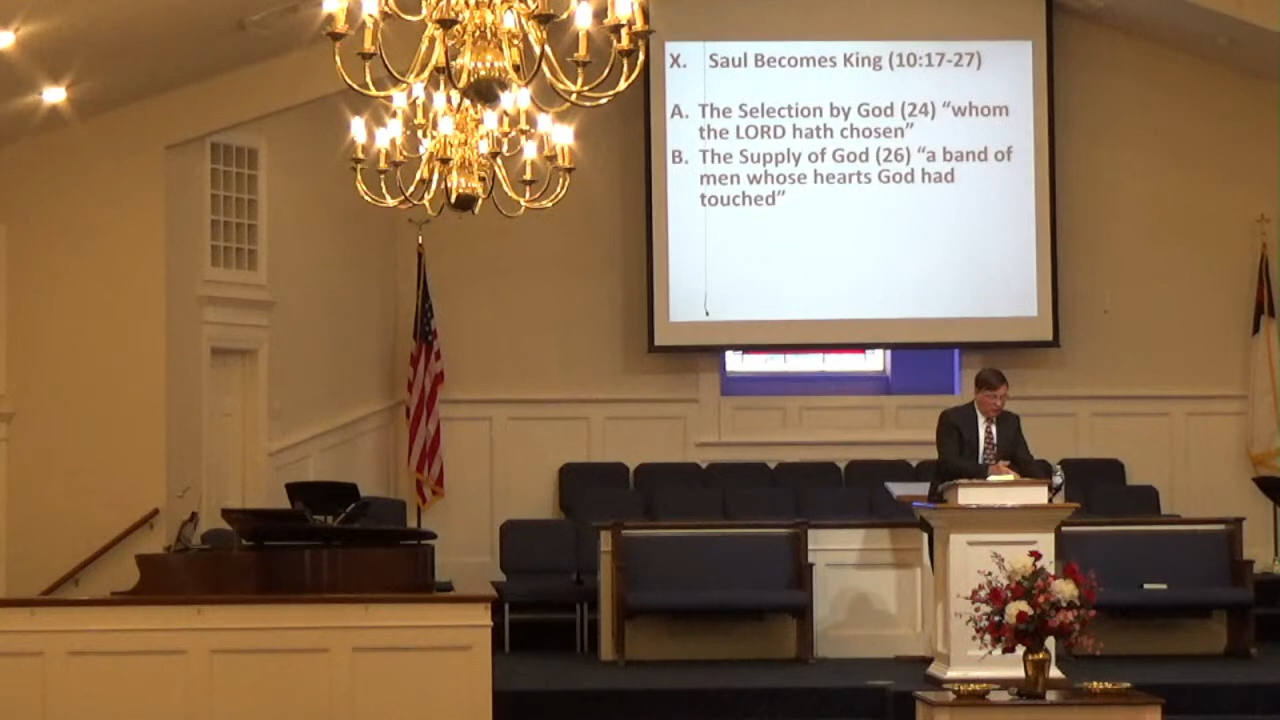 X. Saul Becomes King (10:17-27)
A. The Selection by God (24) “whom
the LORD hath chosen”
B. The Supply of God (26) “a band of
men whose hearts God had
touched”